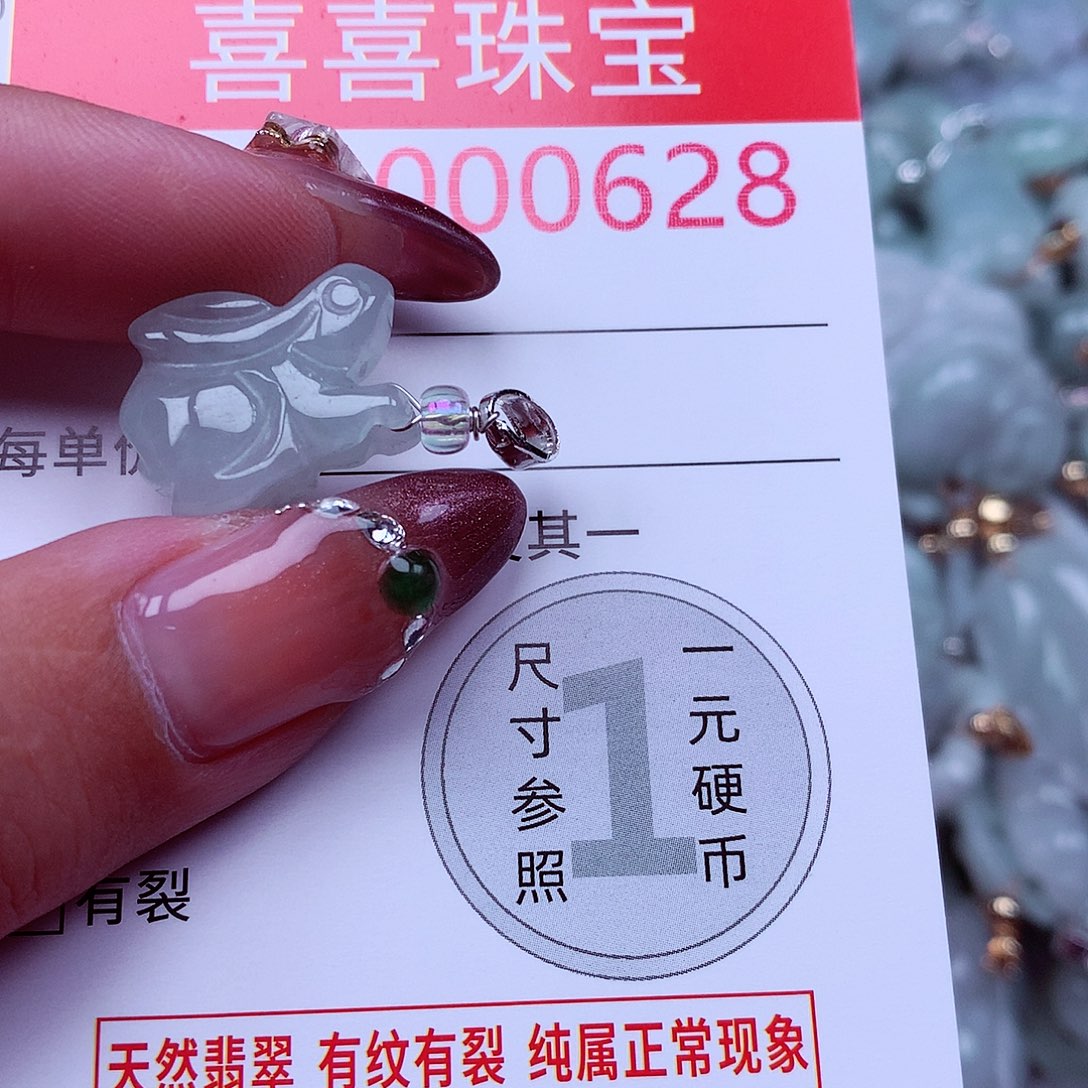 喜喜珠宝
000628
每单价
其一
尺寸参照
一元硬币
1
有裂
天然翡翠 有纹有裂 纯属正常现象